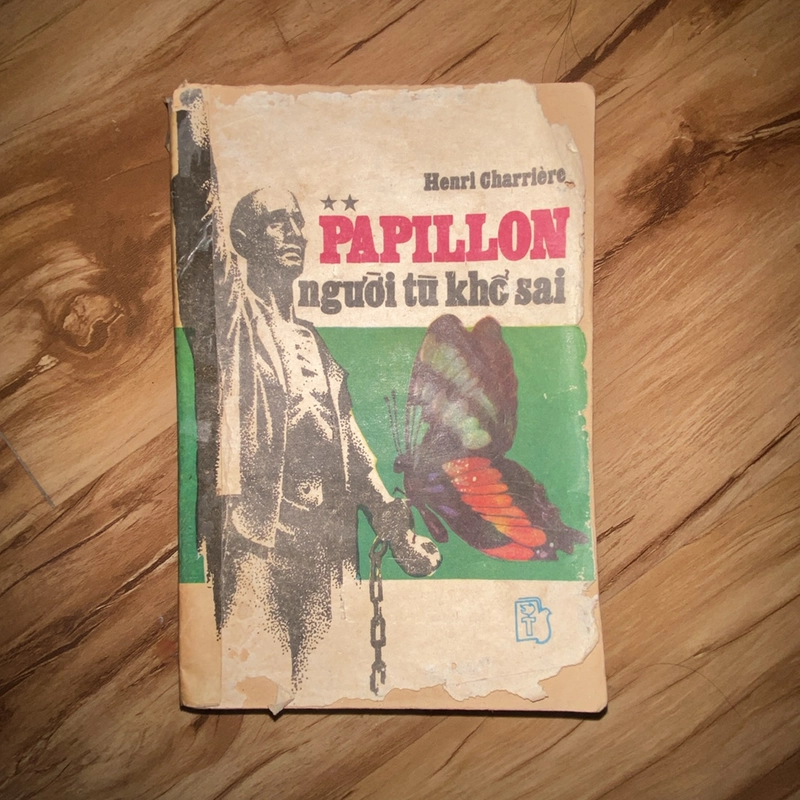 Henri Charrière
★★
PAPILLON
người tù khổ sai